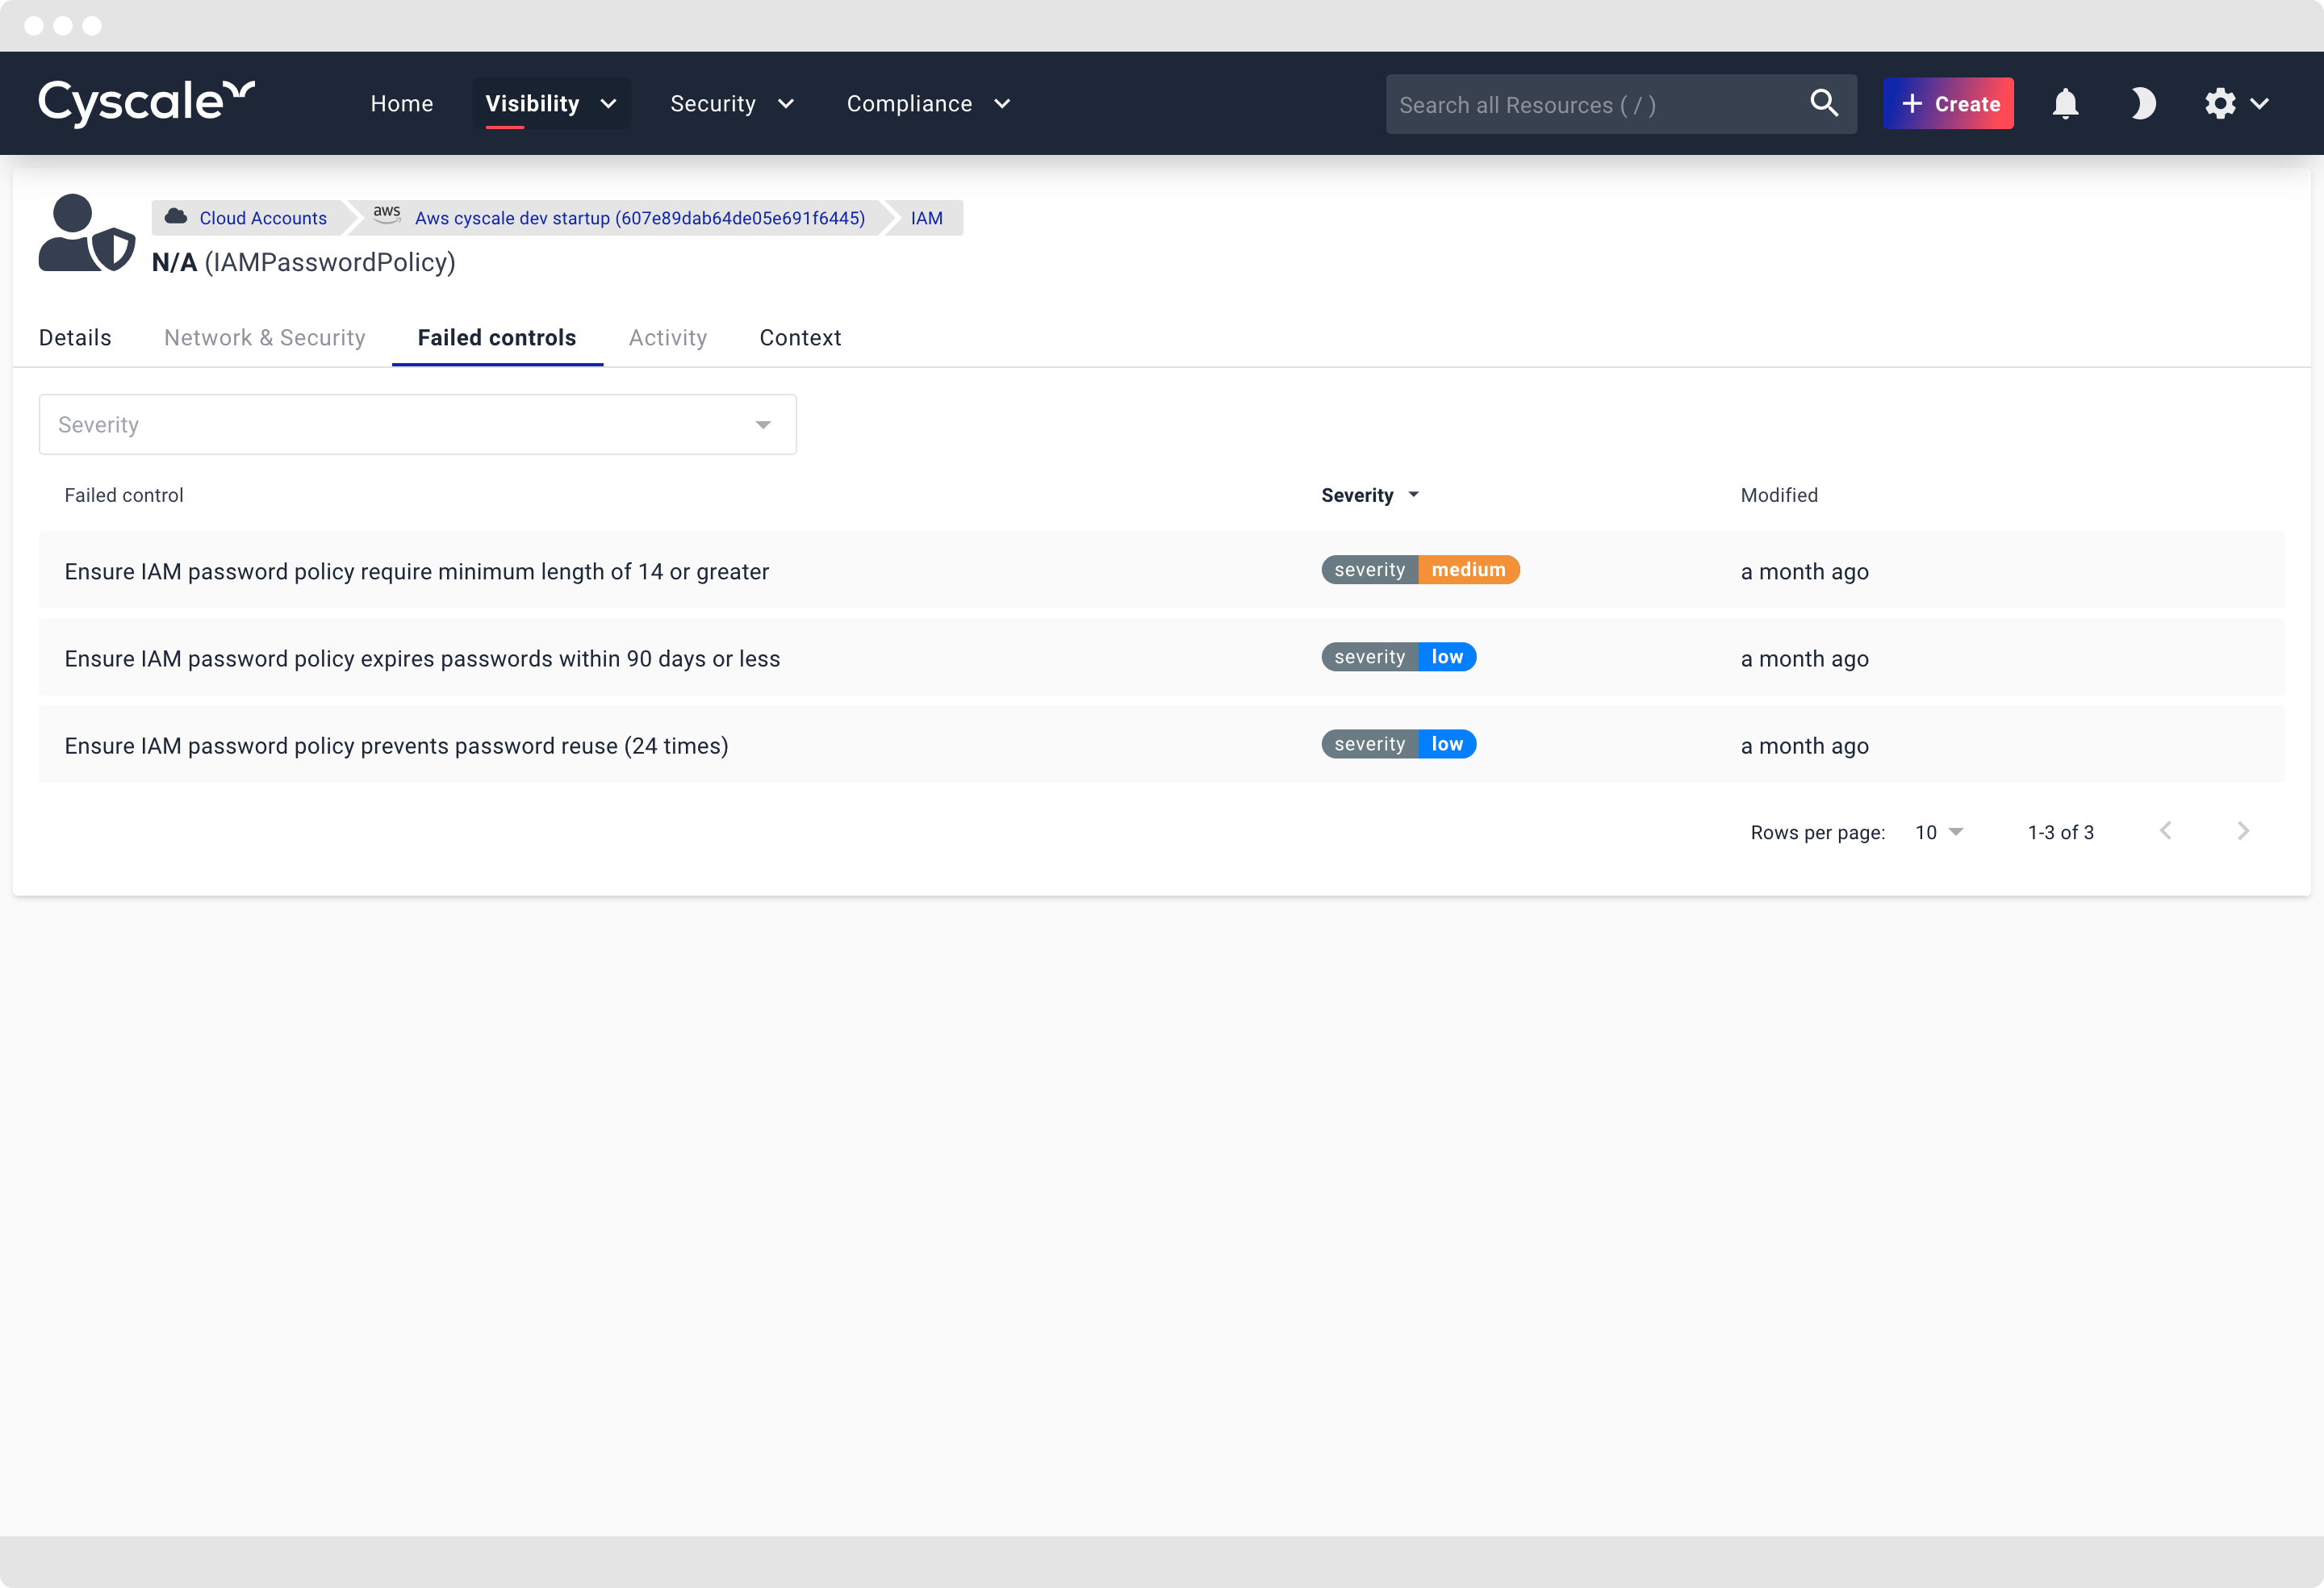 Cyscale Home Visibility Security Compliance Search all Resources ( / ) + Create
Cloud Accounts aws Aws cyscale dev startup (607e89dab64de05e691f6445) IAM
N/A (IAMPasswordPolicy)
Details Network & Security Failed controls Activity Context
Severity
Failed control Severity Modified
Ensure IAM password policy require minimum length of 14 or greater severity medium a month ago
Ensure IAM password policy expires passwords within 90 days or less severity low a month ago
Ensure IAM password policy prevents password reuse (24 times) severity low a month ago
Rows per page: 10 1-3 of 3